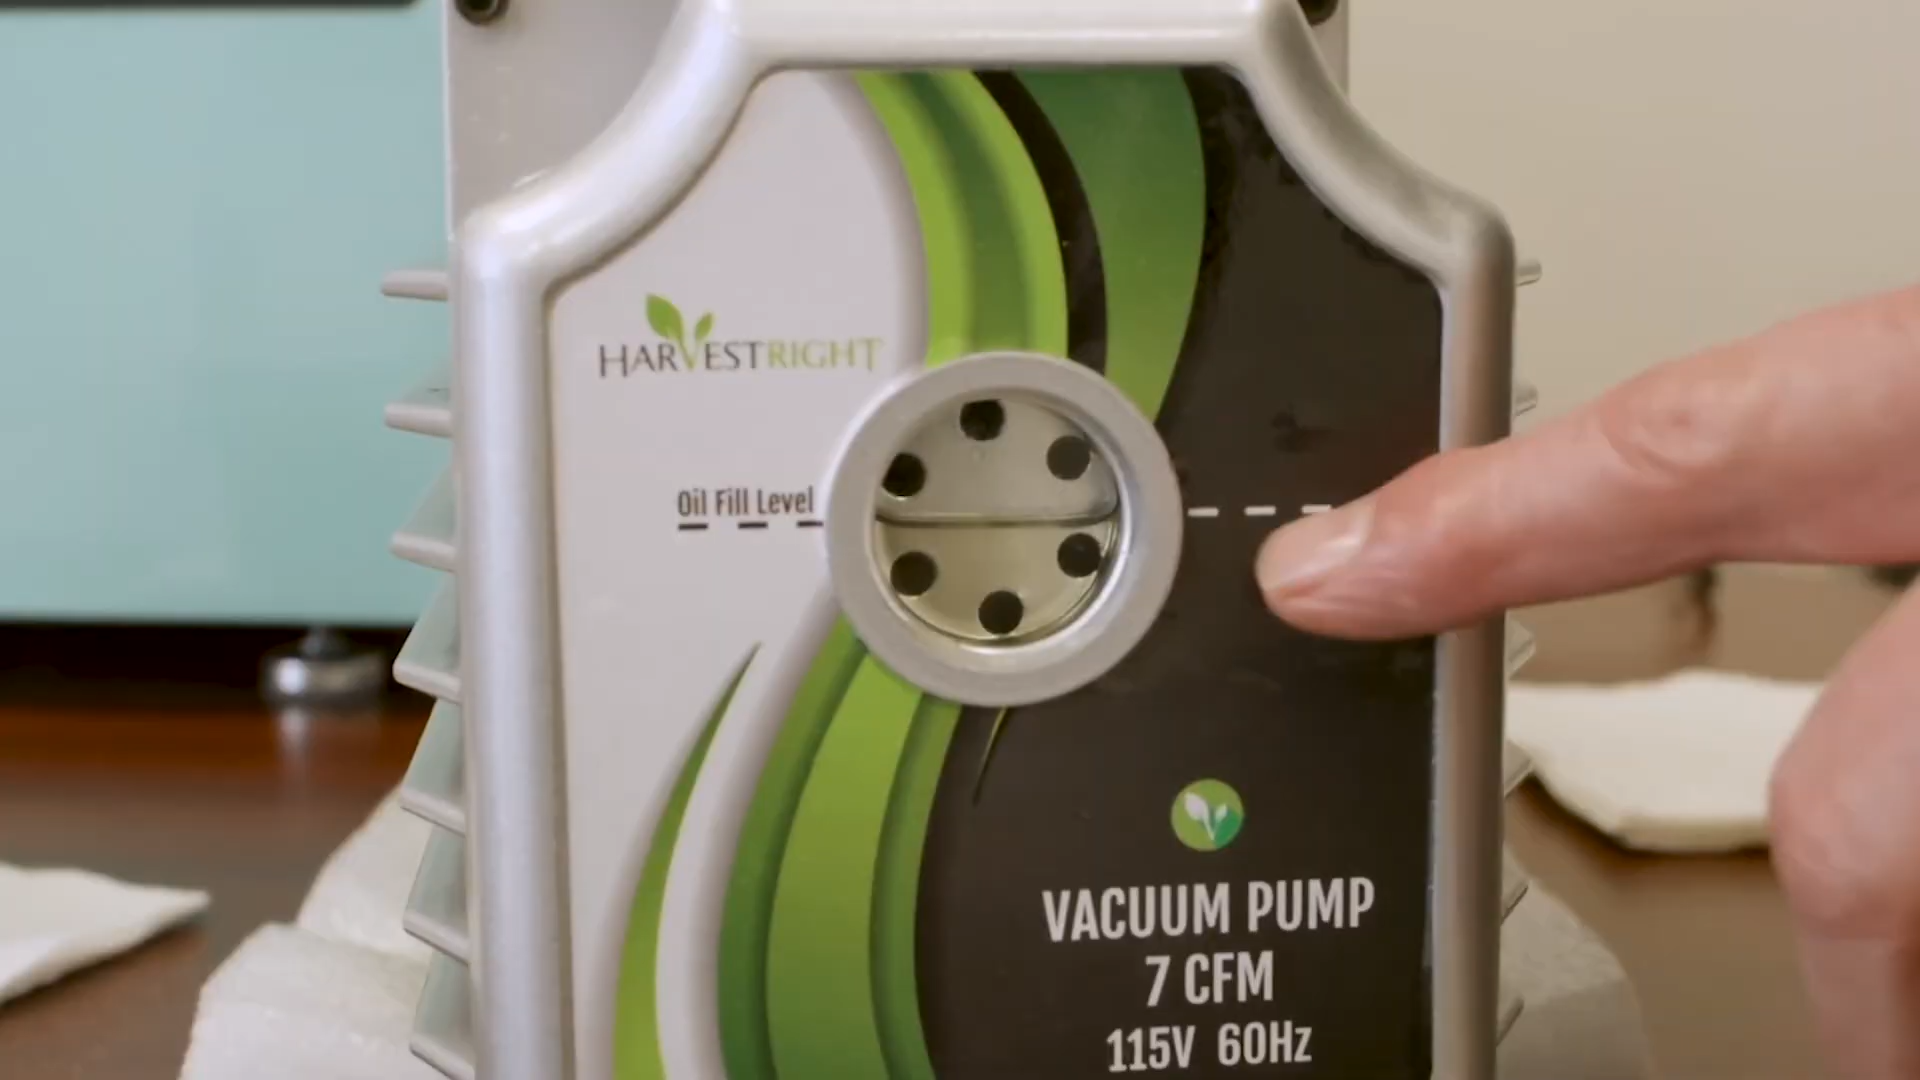 HARVESTRIGHT
Oil Fill Level
VACUUM PUMP
7 CFM
115V 60Hz